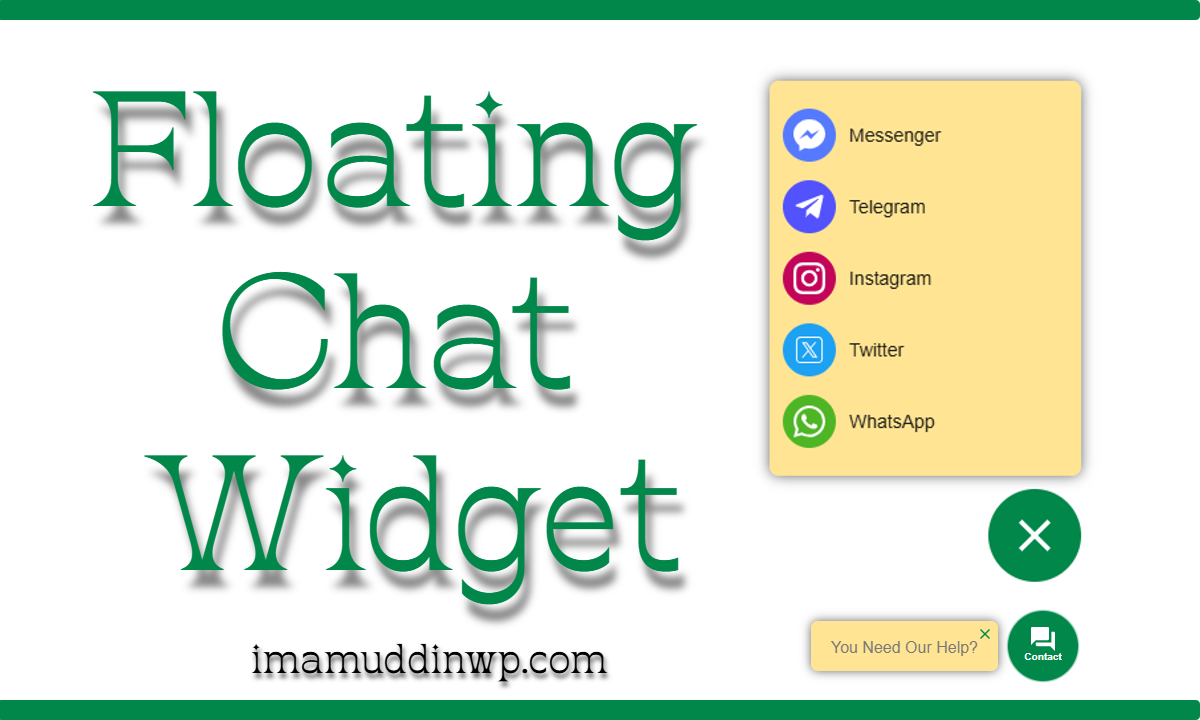 Floating
Chat
Widget
imamuddinwp.com
Messenger
Telegram
Instagram
Twitter
WhatsApp
You Need Our Help?
Contact